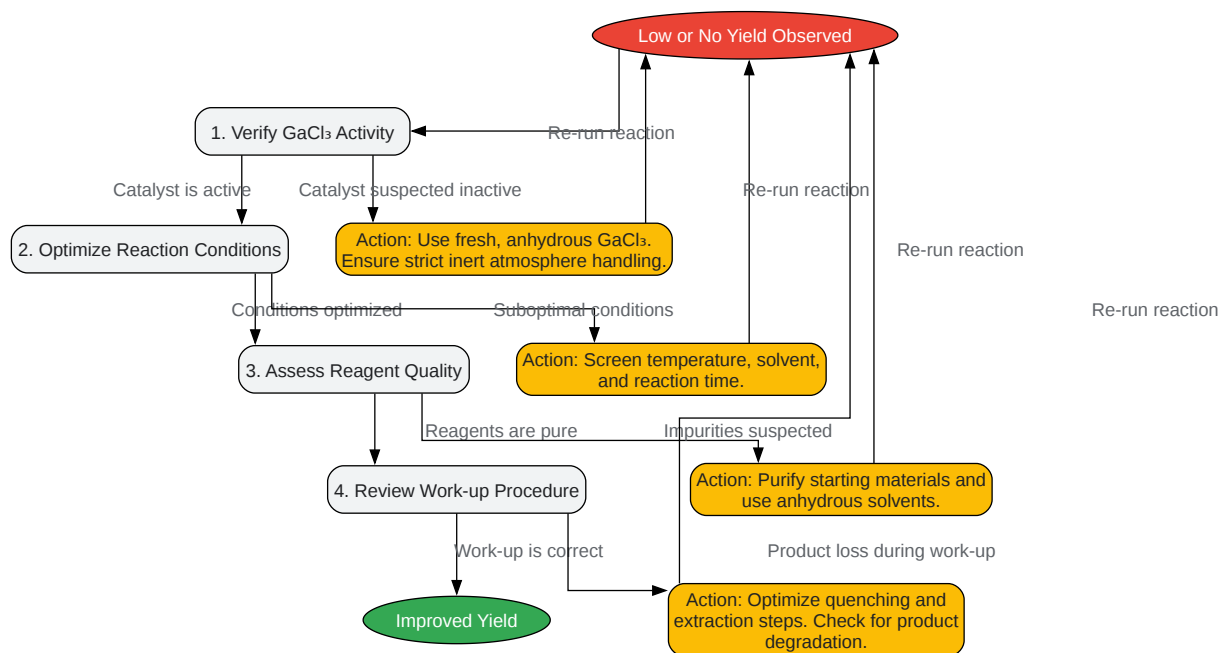 Low or No Yield Observed
1. Verify GaCl₃ Activity
Re-run reaction
Catalyst is active
Catalyst suspected inactive
Re-run reaction
2. Optimize Reaction Conditions
Action: Use fresh, anhydrous GaCl₃.
Ensure strict inert atmosphere handling.
Re-run reaction
Conditions optimized
Suboptimal conditions
Re-run reaction
3. Assess Reagent Quality
Action: Screen temperature, solvent,
and reaction time.
Reagents are pure
Impurities suspected
4. Review Work-up Procedure
Action: Purify starting materials and
use anhydrous solvents.
Work-up is correct
Product loss during work-up
Improved Yield
Action: Optimize quenching and
extraction steps. Check for product
degradation.